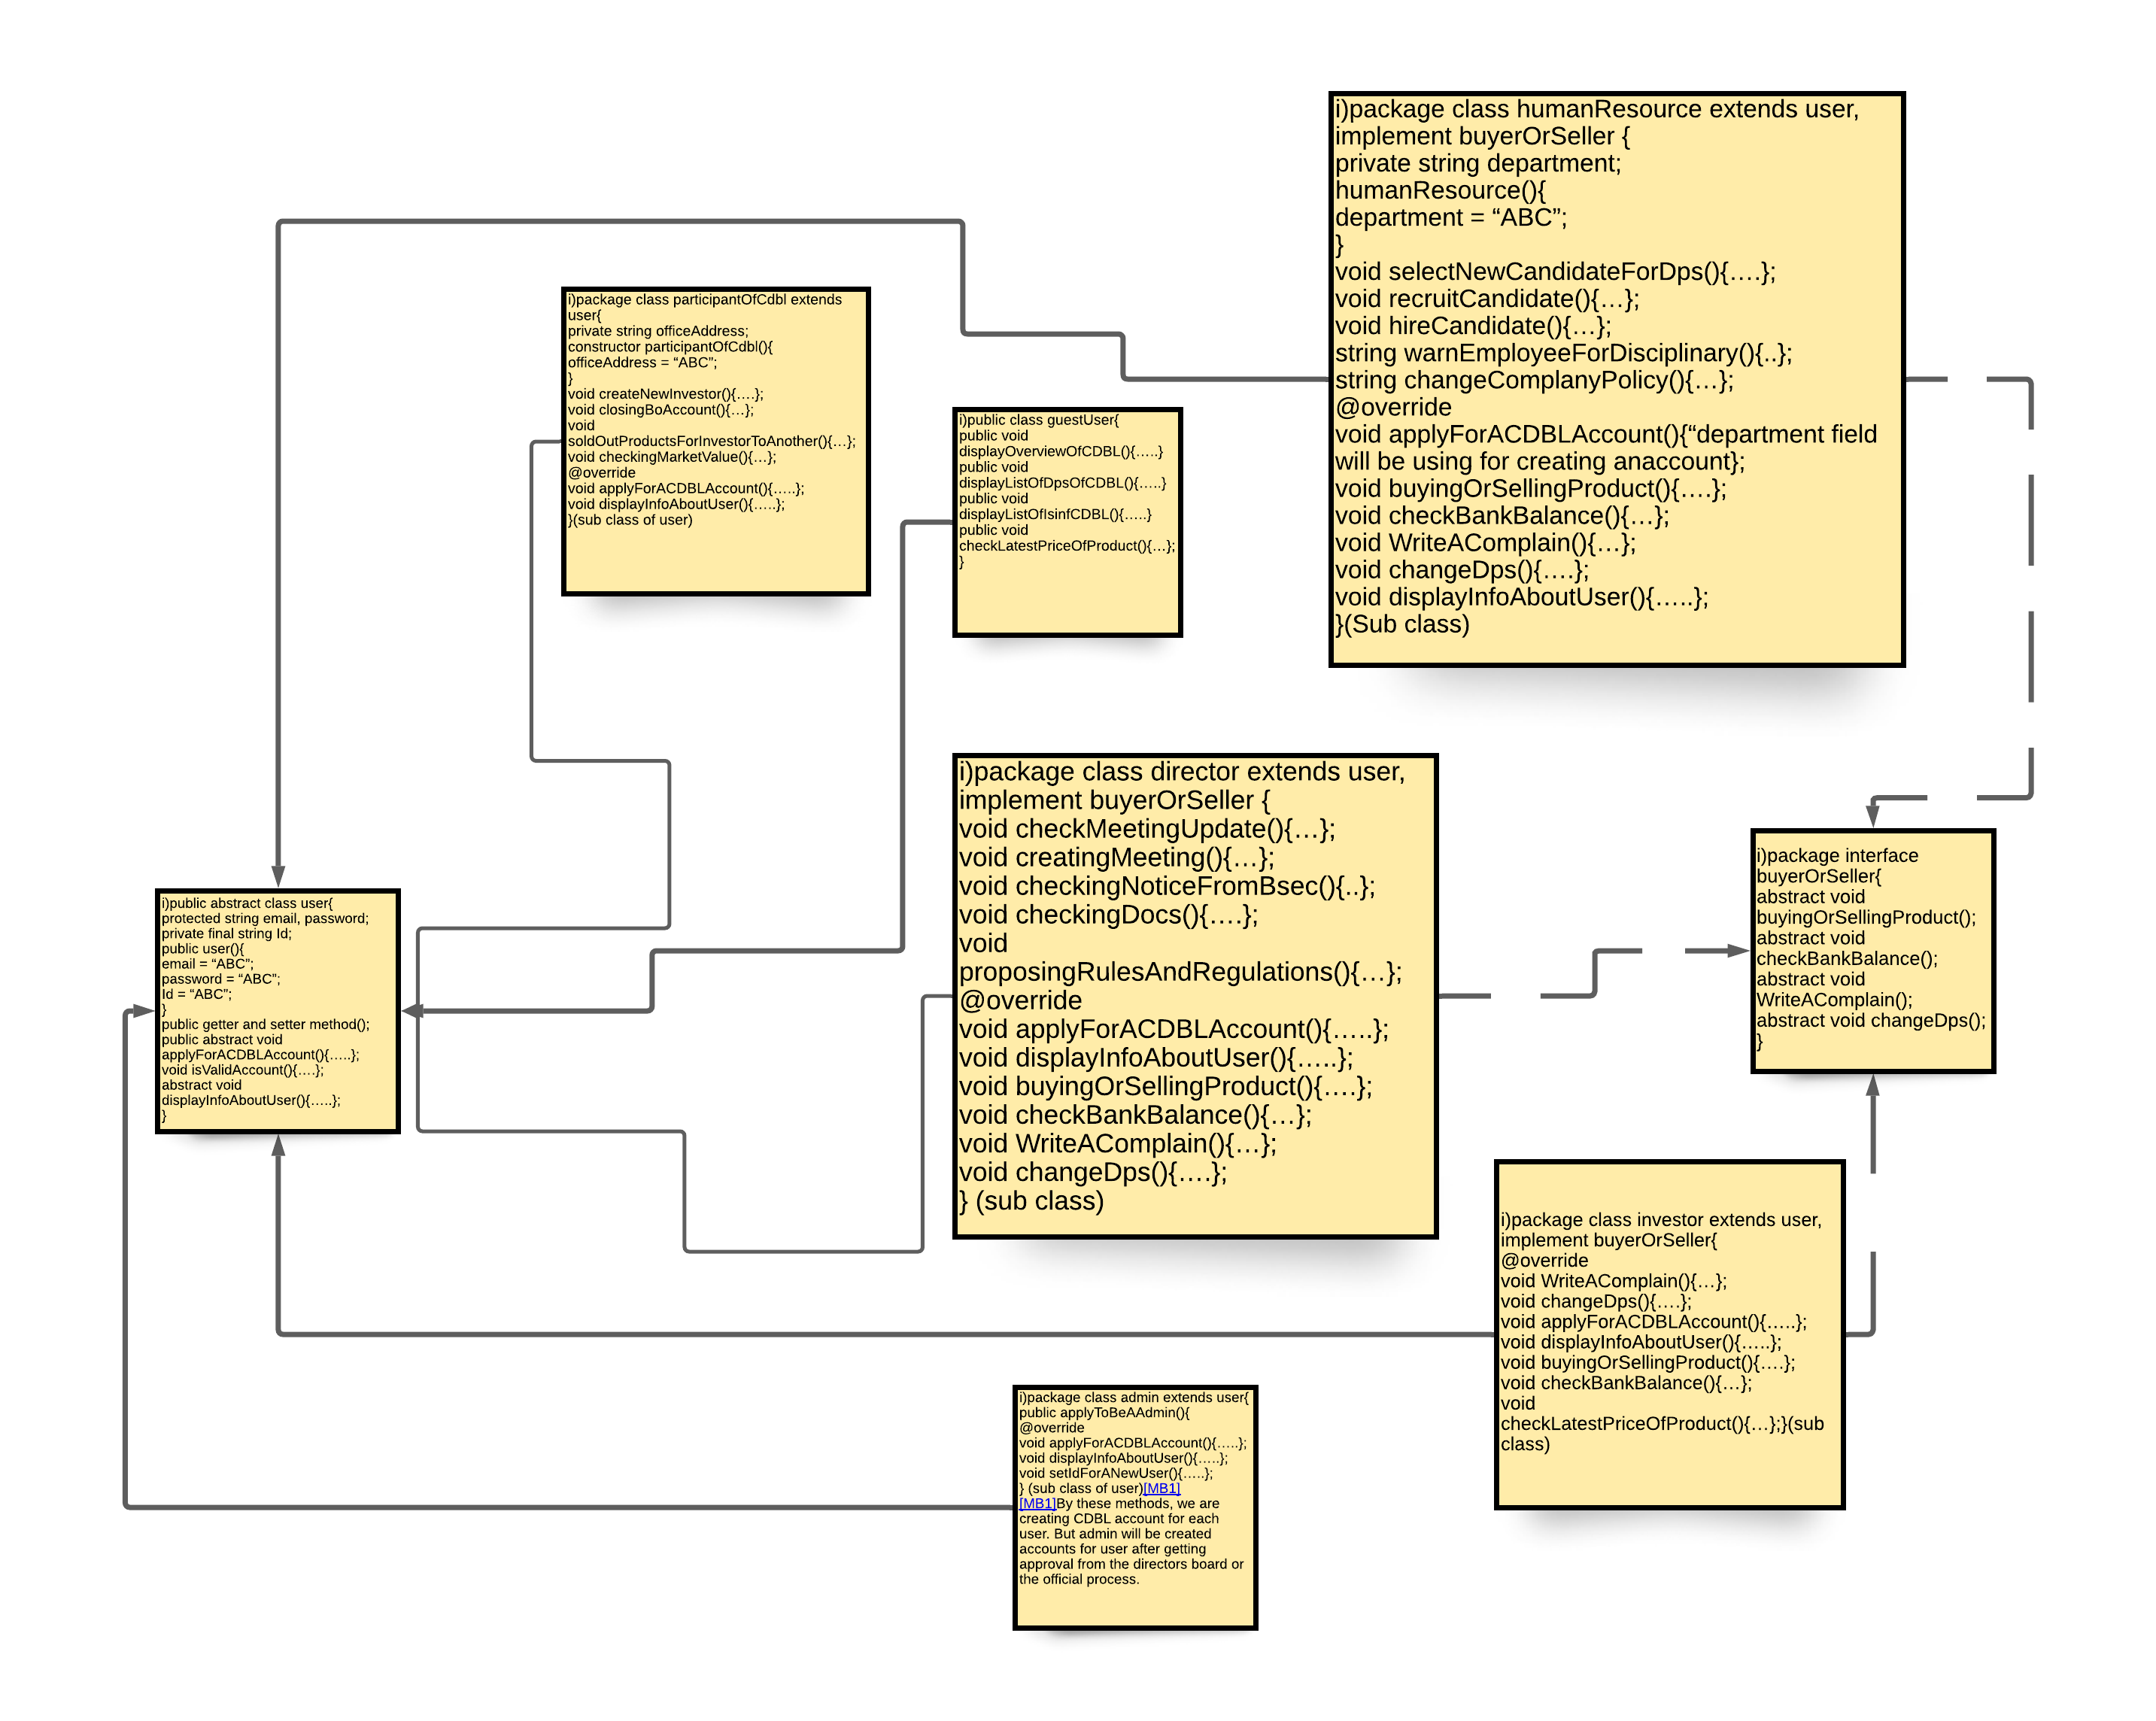 i)package class humanResource extends user,
implement buyerOrSeller {
private string department;
humanResource(){
department = “ABC”;
}
void selectNewCandidateForDps(){….};
void recruitCandidate(){…};
void hireCandidate(){…};
string warnEmployeeForDisciplinary(){..};
string changeComplanyPolicy(){…};
@override
void applyForACDBLAccount(){“department field
will be using for creating anaccount};
void buyingOrSellingProduct(){….};
void checkBankBalance(){…};
void WriteAComplain(){…};
void changeDps(){….};
void displayInfoAboutUser(){…..};
}(Sub class)
i)package class participantOfCdbl extends
user{
private string officeAddress;
constructor participantOfCdbl(){
officeAddress = “ABC”;
}
void createNewInvestor(){….};
void closingBoAccount(){…};
void
soldOutProductsForInvestorToAnother(){…};
void checkingMarketValue(){…};
@override
void applyForACDBLAccount(){…..};
void displayInfoAboutUser(){…..};
}(sub class of user)
i)public class guestUser{
public void
displayOverviewOfCDBL(){…..}
public void
displayListOfDpsOfCDBL(){…..}
public void
displayListOfIsinfCDBL(){…..}
public void
checkLatestPriceOfProduct(){…};
}
i)package class director extends user,
implement buyerOrSeller {
void checkMeetingUpdate(){…};
void creatingMeeting(){…};
void checkingNoticeFromBsec(){..};
void checkingDocs(){….};
void
proposingRulesAndRegulations(){…};
@override
void applyForACDBLAccount(){…..};
void displayInfoAboutUser(){…..};
void buyingOrSellingProduct(){….};
void checkBankBalance(){…};
void WriteAComplain(){…};
void changeDps(){….};
} (sub class)
i)package interface
buyerOrSeller{
abstract void
buyingOrSellingProduct();
abstract void
checkBankBalance();
abstract void
WriteAComplain();
abstract void changeDps();
}
i)public abstract class user{
protected string email, password;
private final string Id;
public user(){
email = “ABC”;
password = “ABC”;
Id = “ABC”;
}
public getter and setter method();
public abstract void
applyForACDBLAccount(){…..};
void isValidAccount(){….};
abstract void
displayInfoAboutUser(){…..};
}
i)package class investor extends user,
implement buyerOrSeller{
@override
void WriteAComplain(){…};
void changeDps(){….};
void applyForACDBLAccount(){…..};
void displayInfoAboutUser(){…..};
void buyingOrSellingProduct(){….};
void checkBankBalance(){…};
void
checkLatestPriceOfProduct(){…};}(sub
class)
i)package class admin extends user{
public applyToBeAAdmin(){
@override
void applyForACDBLAccount(){…..};
void displayInfoAboutUser(){…..};
void setIdForANewUser(){…..};
} (sub class of user)[MB1]
[MB1]By these methods, we are
creating CDBL account for each
user. But admin will be created
accounts for user after getting
approval from the directors board or
the official process.